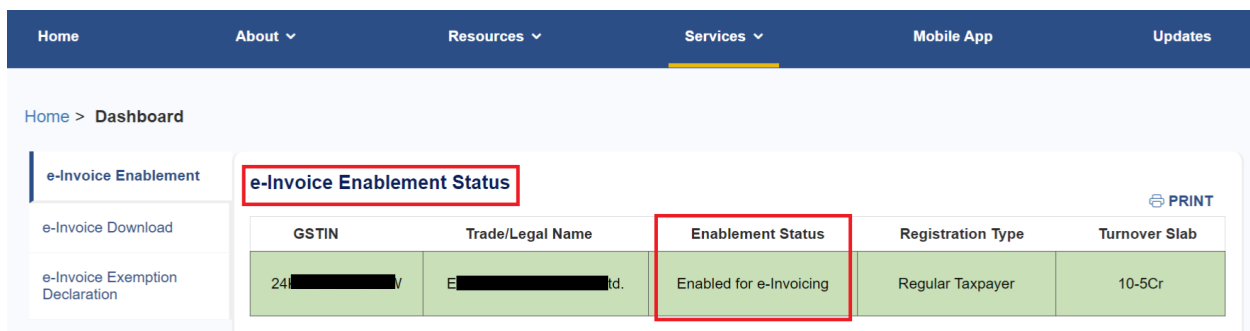 Home About Resources Services Mobile App Updates
Home > Dashboard
e-Invoice Enablement
e-Invoice Download
e-Invoice Exemption
Declaration
e-Invoice Enablement Status
PRINT
GSTIN Trade/Legal Name Enablement Status Registration Type Turnover Slab
24 E td. Enabled for e-Invoicing Regular Taxpayer 10-5Cr